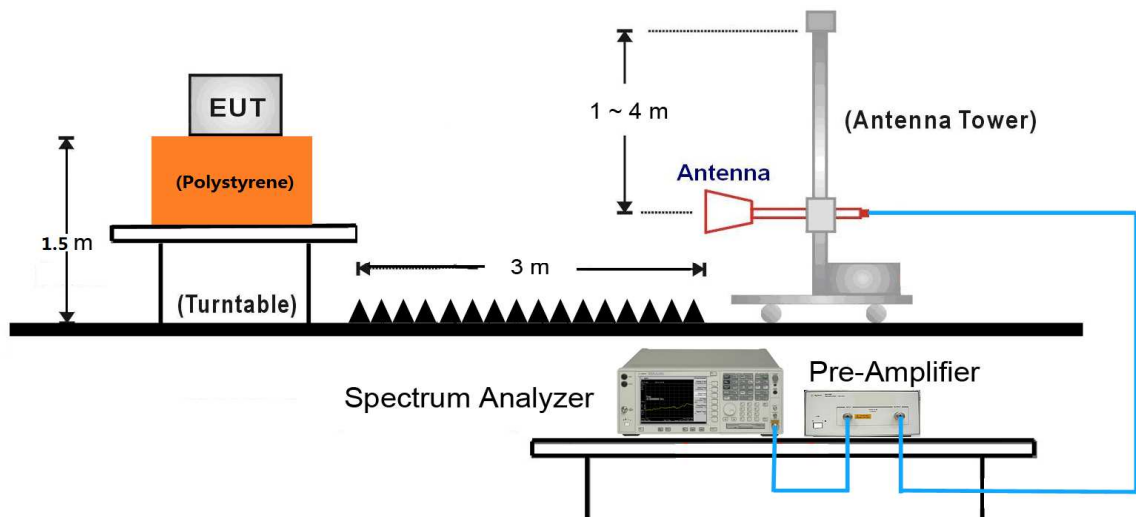 EUT
(Polystyrene)
1.5 m
(Turntable)
3 m
1 ~ 4 m
Antenna
(Antenna Tower)
Spectrum Analyzer
Pre-Amplifier